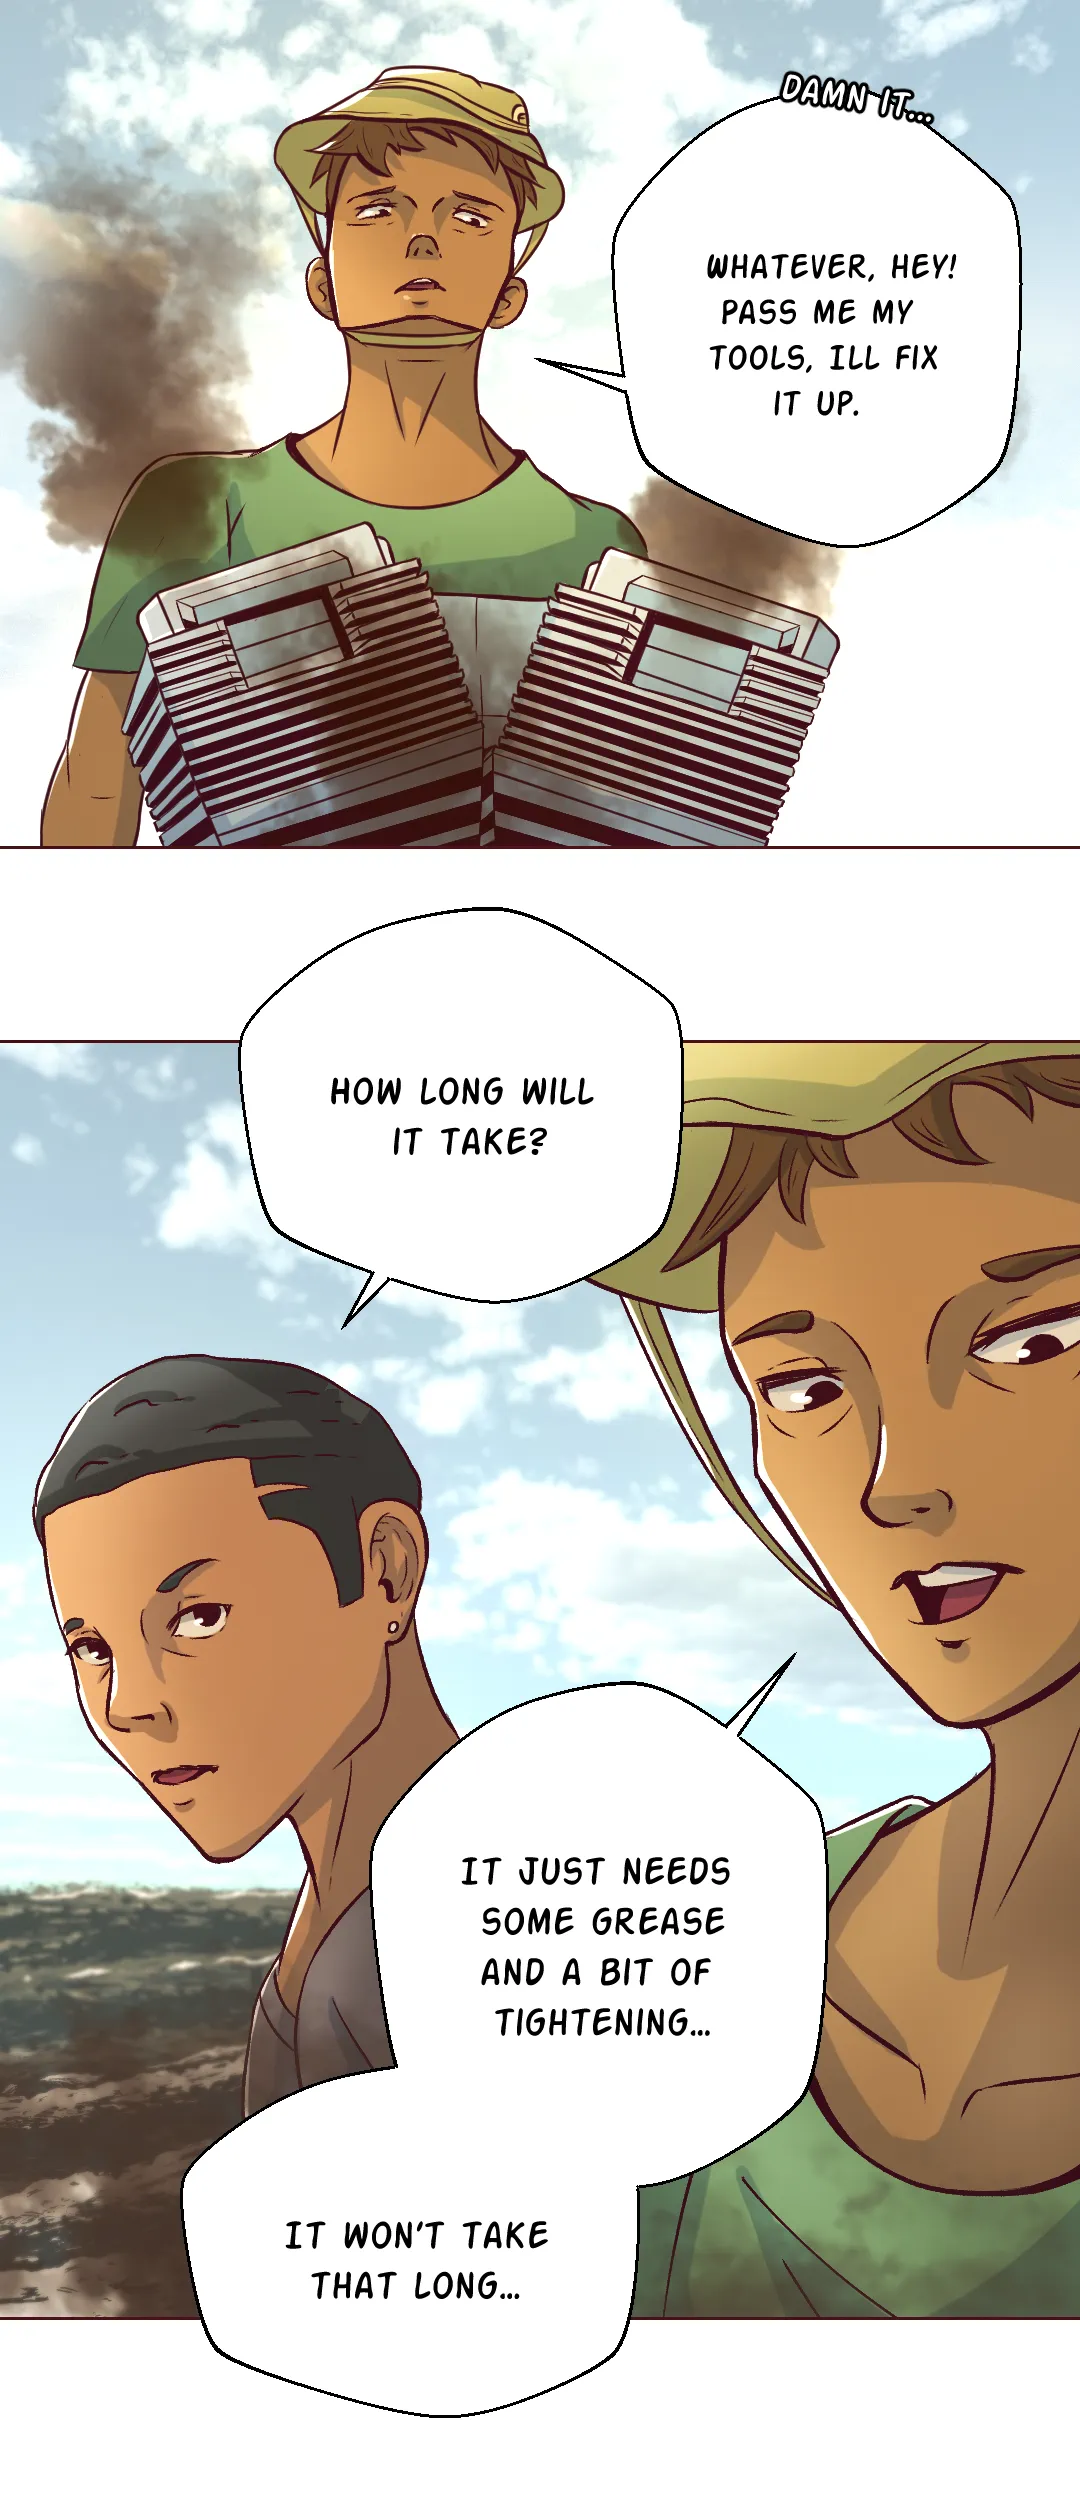 DAMN IT...
WHATEVER, HEY!
PASS ME MY
TOOLS, ILL FIX
IT UP.
HOW LONG WILL
IT TAKE?
IT JUST NEEDS
SOME GREASE
AND A BIT OF
TIGHTENING...
IT WON'T TAKE
THAT LONG...